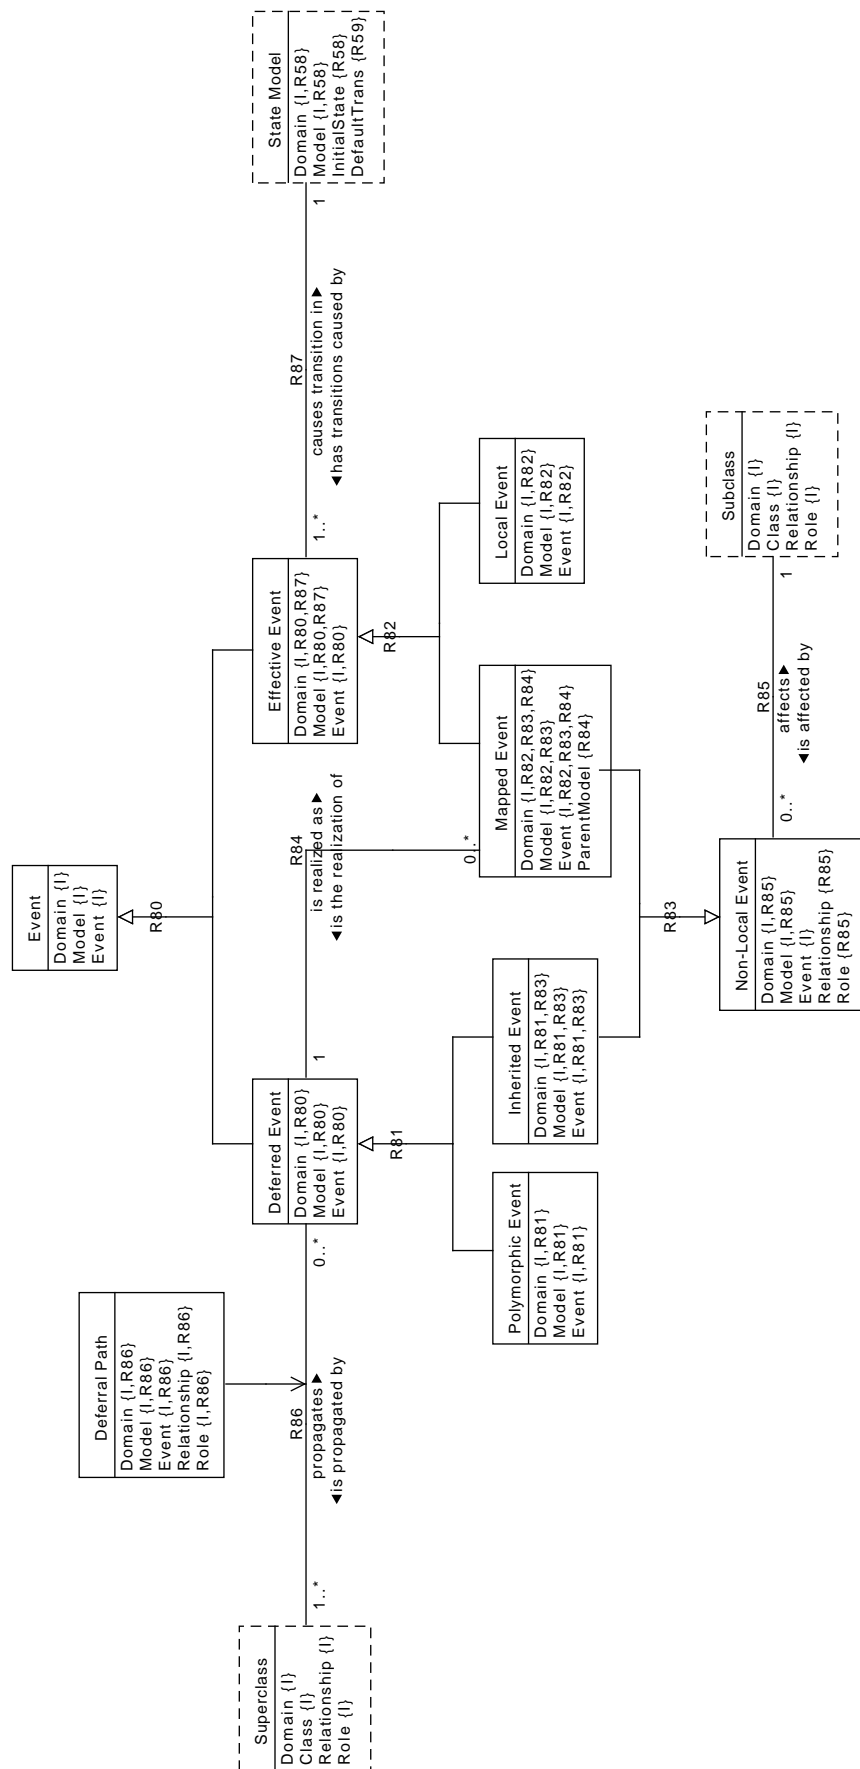 Superclass
Domain {I}
Class {I}
Relationship {I}
Role {I}
1..*
R86
propagates ▶
◀is propagated by
0..*
Deferral Path
Domain {I,R86}
Model {I,R86}
Event {I,R86}
Relationship {I,R86}
Role {I,R86}
Event
Domain {I}
Model {I}
Event {I}
R80
Deferred Event
Domain {I,R80}
Model {I,R80}
Event {I,R80}
1
R84
is realized as ▶
◀is the realization of
0..*
Effective Event
Domain {I,R80,R87}
Model {I,R80,R87}
Event {I,R80}
1..*
R87
causes transition in▶
◀has transitions caused by
1
State Model
Domain {I,R58}
Model {I,R58}
InitialState {R58}
DefaultTrans {R59}
R81
R82
Polymorphic Event
Domain {I,R81}
Model {I,R81}
Event {I,R81}
Inherited Event
Domain {I,R81,R83}
Model {I,R81,R83}
Event {I,R81,R83}
Mapped Event
Domain {I,R82,R83,R84}
Model {I,R82,R83}
Event {I,R82,R83,R84}
ParentModel {R84}
Local Event
Domain {I,R82}
Model {I,R82}
Event {I,R82}
R83
Non-Local Event
Domain {I,R85}
Model {I,R85}
Event {I}
Relationship {R85}
Role {R85}
0..*
R85
affects▶
◀is affected by
1
Subclass
Domain {I}
Class {I}
Relationship {I}
Role {I}